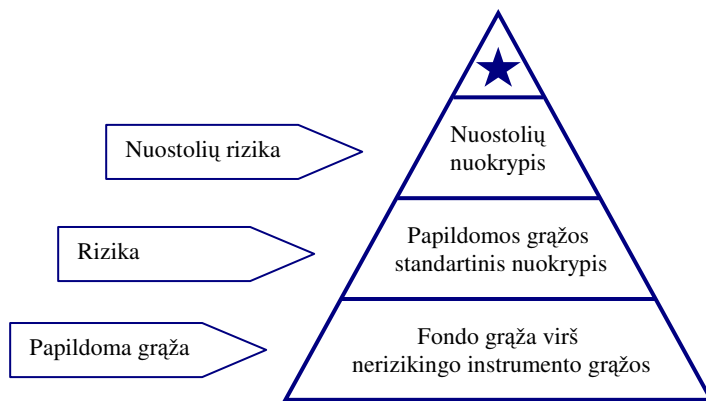 Nuostolių rizika
Nuostolių
nuokrypis
Rizika
Papildomos grąžos
standartinis nuokrypis
Papildoma grąža
Fondo grąža virš
nerizikingo instrumento grąžos